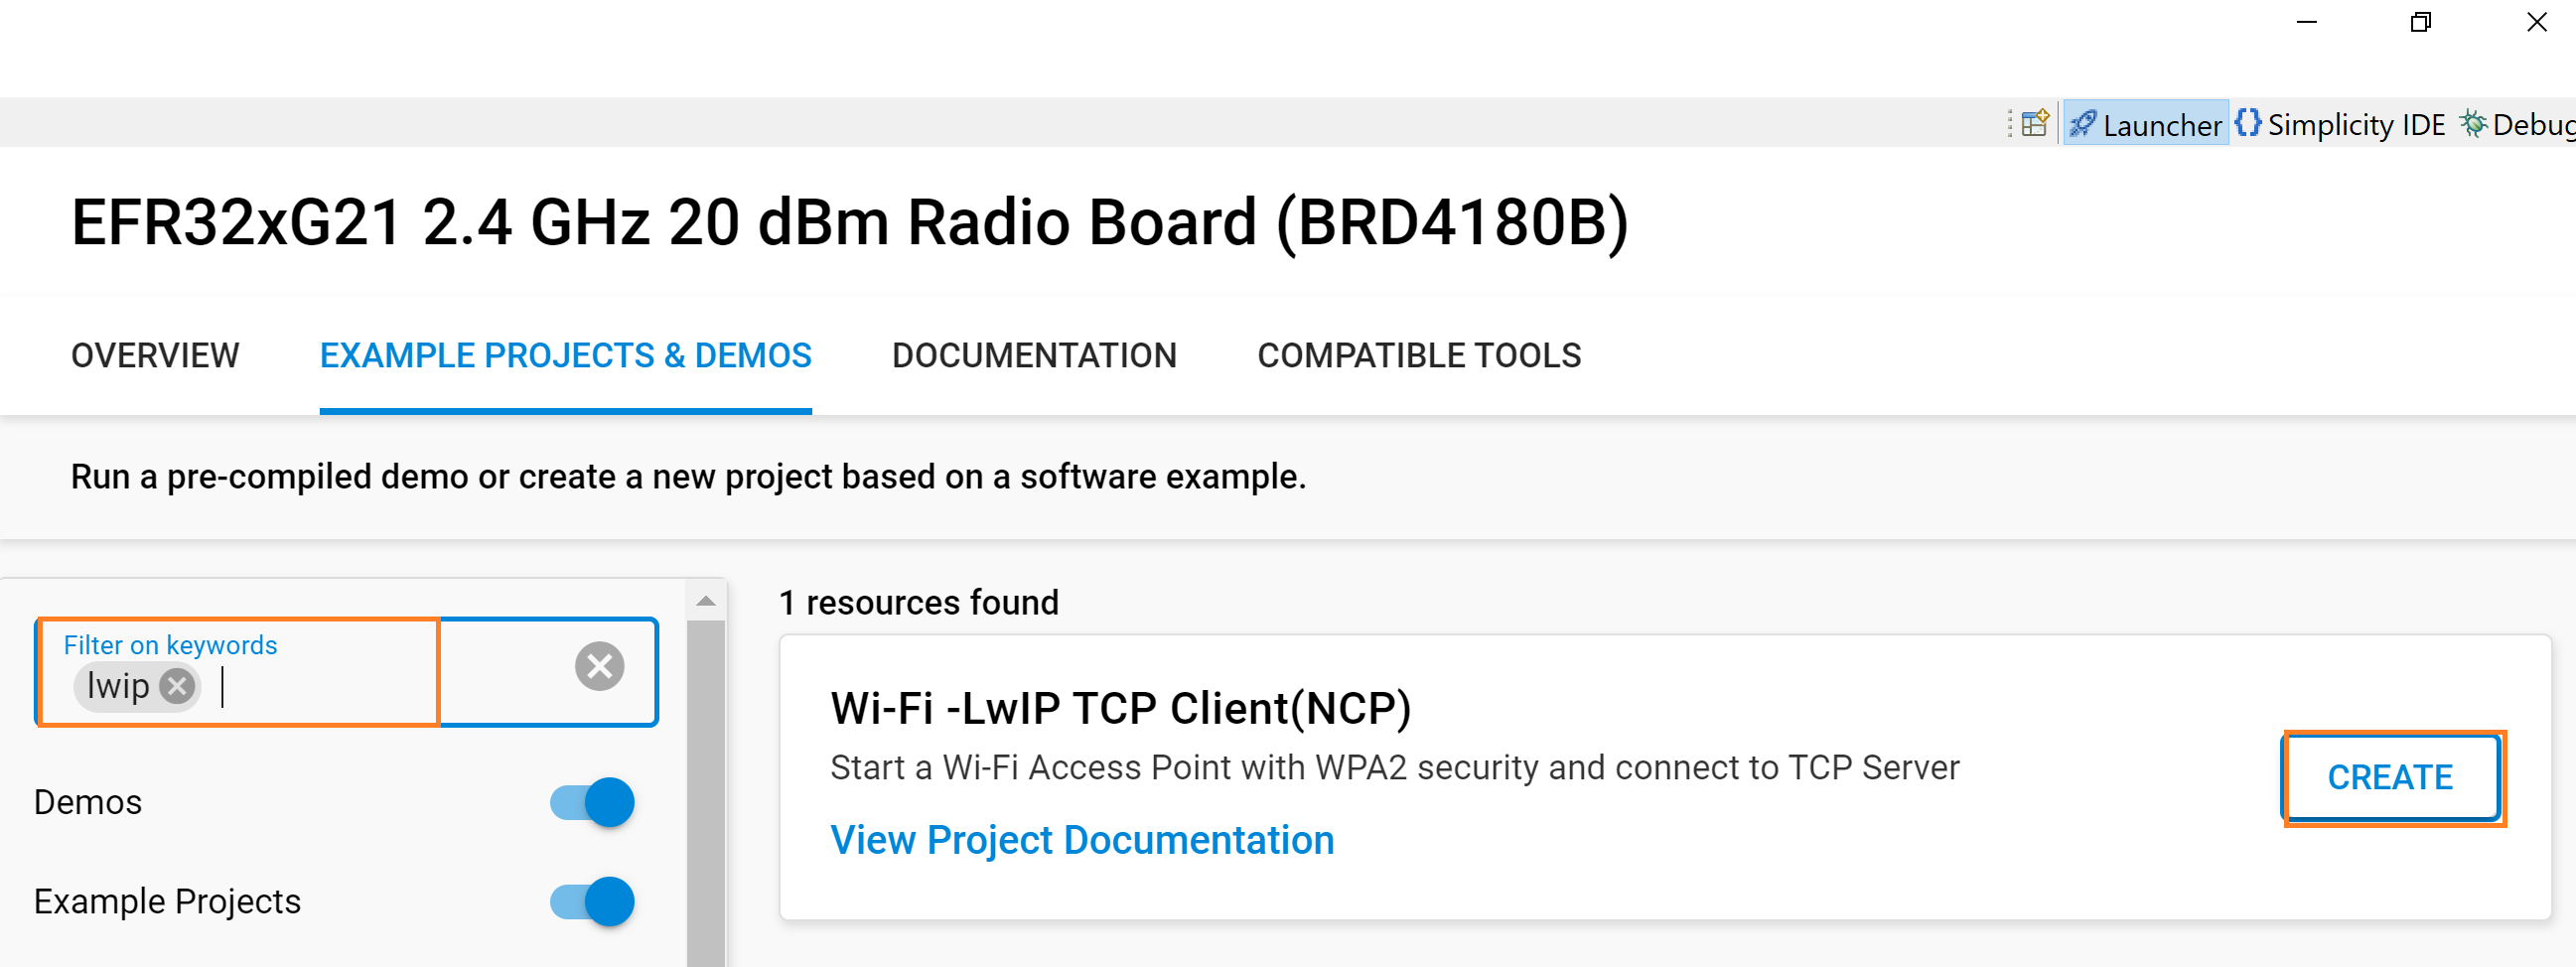 Launcher Simplicity IDE Debug
EFR32xG21 2.4 GHz 20 dBm Radio Board (BRD4180B)
OVERVIEW EXAMPLE PROJECTS & DEMOS DOCUMENTATION COMPATIBLE TOOLS
Run a pre-compiled demo or create a new project based on a software example.
Filter on keywords
lwip
Demos
Example Projects
1 resources found
Wi-Fi -LwIP TCP Client(NCP)
Start a Wi-Fi Access Point with WPA2 security and connect to TCP Server
View Project Documentation
CREATE